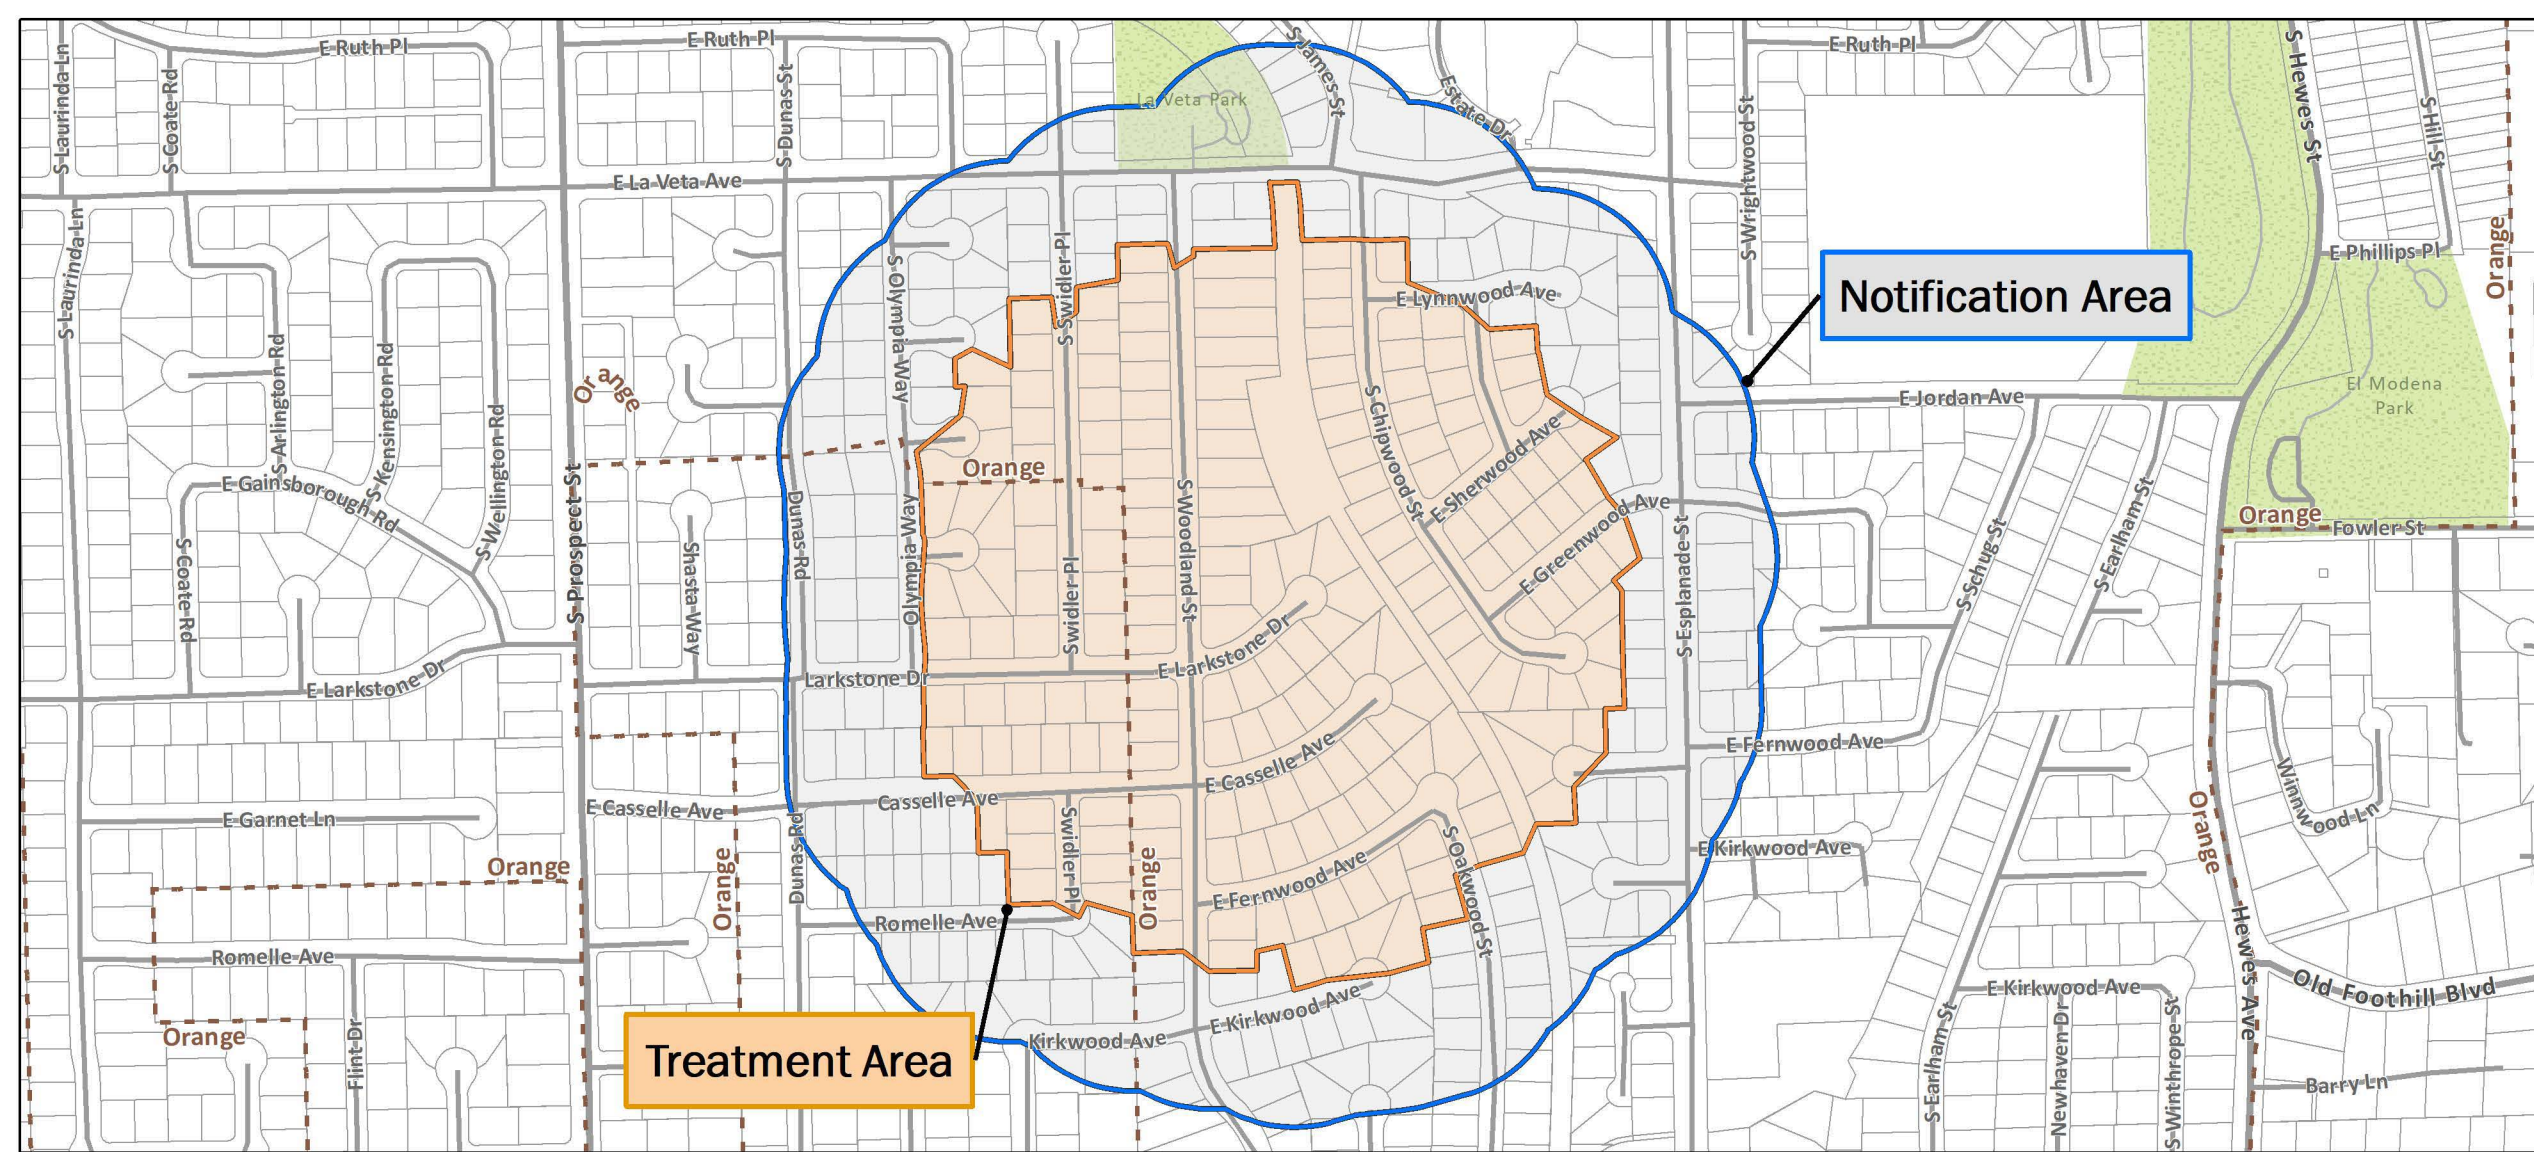 E Ruth Pl
E Ruth Pl
S James St
Estate Dr
E Ruth Pl
S Hewes St
S Hill St
S Laurinda Ln
S Coate Rd
S Dunas St
La Veta Park
S Wrightwood St
E La Veta Ave
S Laurinda Ln
S Olympia Way
S Swidler Pl
E Lynnwood Ave
Notification Area
E Phillips Pl
Orange
S Arlington Rd
S Kensington Rd
S Wellington Rd
Orange
S Chipwood St
E Jordan Ave
El Modena
Park
E Gainsborough Rd
S Prospect St
Orange
S Woodland St
E Sherwood Ave
E Greenwood Ave
S Coate Rd
Shasta Way
Dunas Rd
Olympia Way
Swidler Pl
S Esplanade St
S Schug St
S Earlham St
Orange
Fowler St
E Larkstone Dr
Larkstone Dr
E Larkstone Dr
E Fernwood Ave
E Garnet Ln
E Casselle Ave
Casselle Ave
E Casselle Ave
Winnwood Ln
Orange
Orange
Orange
Dunas Rd
Swidler Pl
Orange
E Fernwood Ave
S Oakwood St
E Kirkwood Ave
Romelle Ave
Romelle Ave
Hewes Ave
Old Foothill Blvd
Orange
Flint Dr
Treatment Area
Kirkwood Ave
E Kirkwood Ave
E Kirkwood Ave
S Earlham St
Newhaven Dr
S Winthrope St
Barry Ln